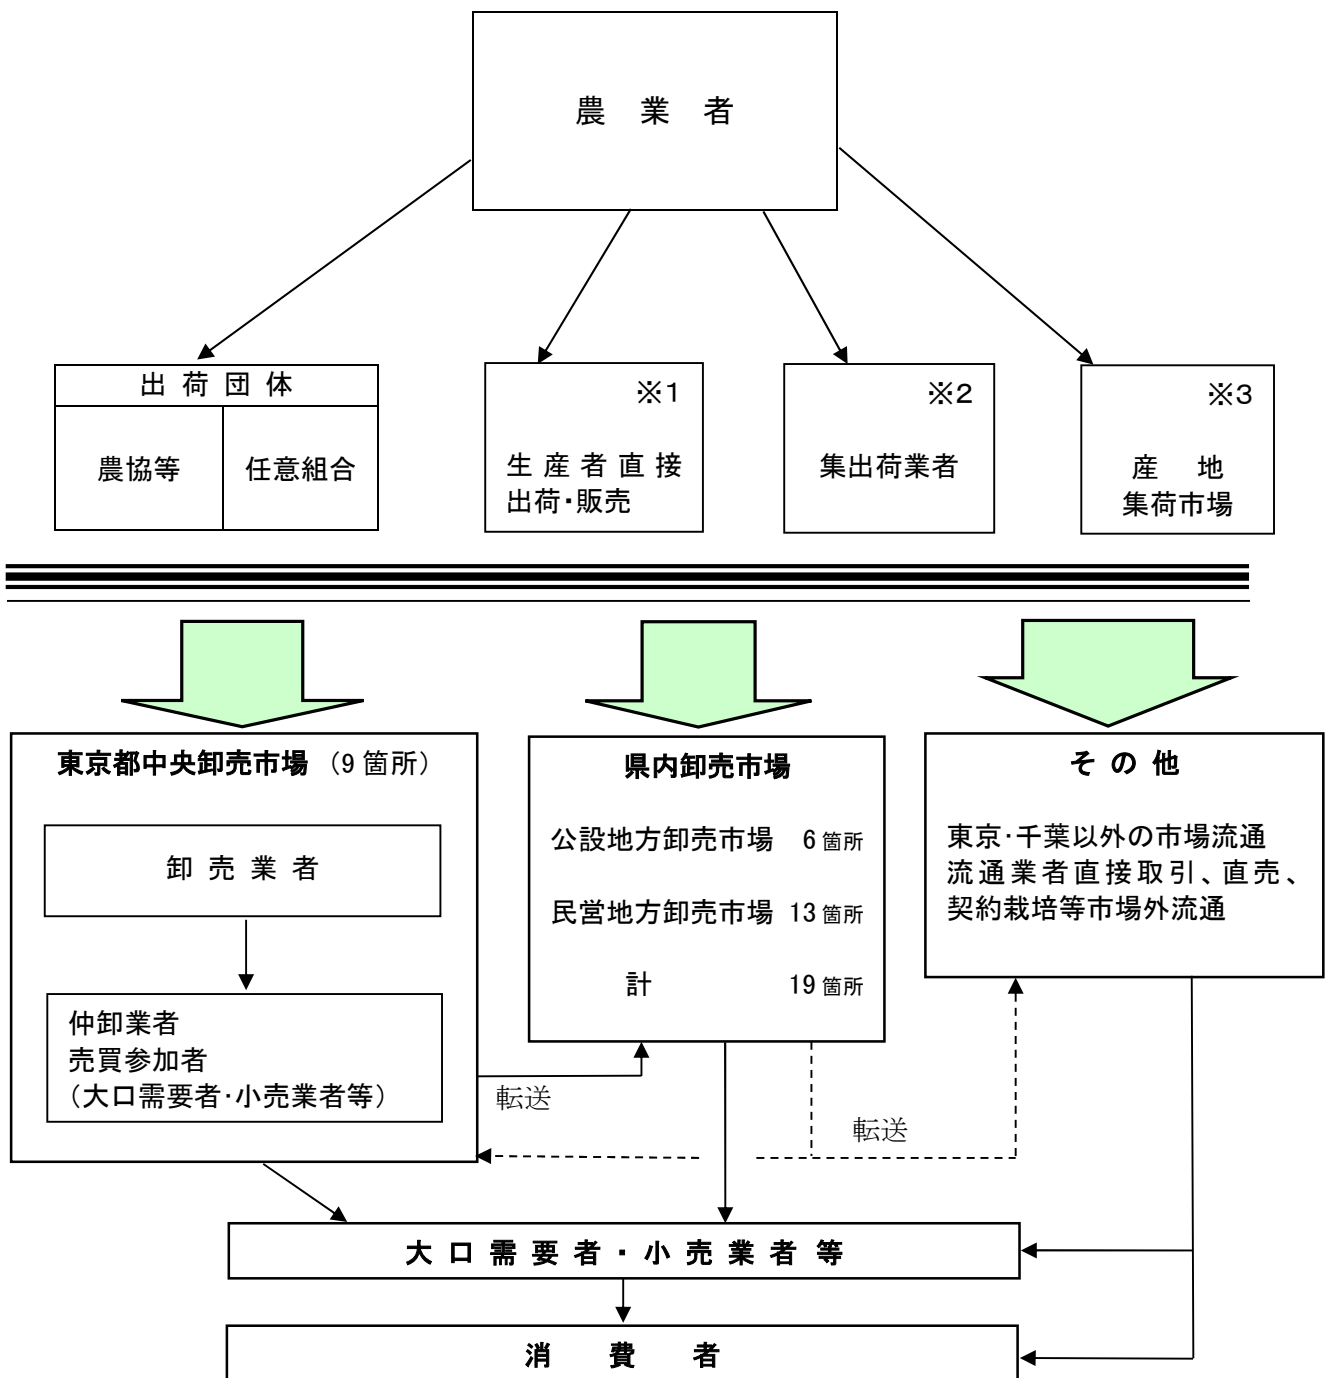 農 業 者
出 荷 団 体
農協等
任意組合
※1
生 産 者 直 接
出荷・販売
※2
集出荷業者
※3
産 地
集荷市場
東京都中央卸売市場 (9箇所)
卸 売 業 者
仲卸業者
売買参加者
(大口需要者・小売業者等)
県内卸売市場
公設地方卸売市場 6箇所
民営地方卸売市場 13箇所
計 19箇所
そ の 他
東京・千葉以外の市場流通
流通業者直接取引、直売、
契約栽培等市場外流通
転送
転送
大 口 需 要 者 ・ 小 売 業 者 等
消 費 者